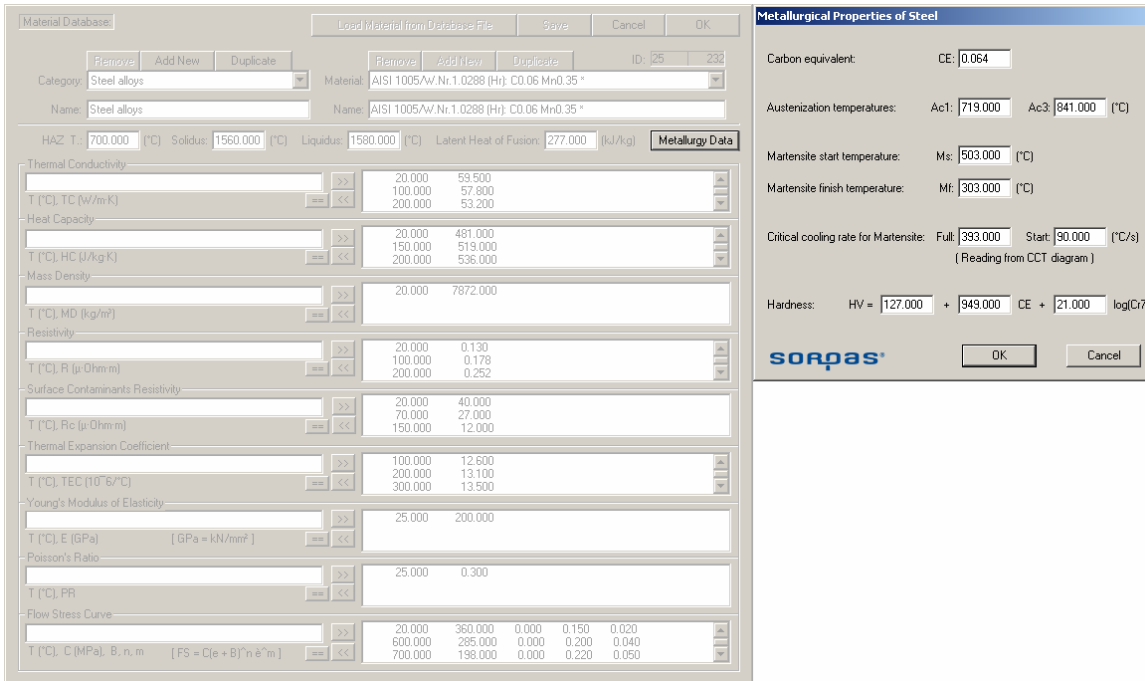 Material Database:
Load Material from Database File Save Cancel OK
Remove Add New Duplicate Remove Add New Duplicate ID: 25 232
Category: Steel alloys Material: AISI 1005/W.Nr.1.0288 (Hr): C0.06 Mn0.35 *
Name: Steel alloys Name: AISI 1005/W.Nr.1.0288 (Hr): C0.06 Mn0.35 *
HAZ T.: 700.000 (°C) Solidus: 1560.000 (°C) Liquidus: 1580.000 (°C) Latent Heat of Fusion: 277.000 (kJ/kg) Metallurgy Data
Thermal Conductivity
>> 20.000 59.500
100.000 57.800
T (°C), TC (W/m·K) == << 200.000 53.200
Heat Capacity
>> 20.000 481.000
150.000 519.000
T (°C), HC (J/kg·K) == << 200.000 536.000
Mass Density
>> 20.000 7872.000
T (°C), MD (kg/m³) == <<
Resistivity
>> 20.000 0.130
100.000 0.178
T (°C), R (µ·Ohm·m) == << 200.000 0.252
Surface Contaminants Resistivity
>> 20.000 40.000
70.000 27.000
T (°C), Rc (µ·Ohm·m) == << 150.000 12.000
Thermal Expansion Coefficient
>> 100.000 12.600
200.000 13.100
T (°C), TEC (10¯6/°C) == << 300.000 13.500
Young's Modulus of Elasticity
>> 25.000 200.000
T (°C), E (GPa) [ GPa = kN/mm² ] == <<
Poisson's Ratio
>> 25.000 0.300
T (°C), PR == <<
Flow Stress Curve
>> 20.000 360.000 0.000 0.150 0.020
600.000 285.000 0.000 0.200 0.040
T (°C), C (MPa), B, n, m [ FS = C(e + B)^n è^m ] == << 700.000 198.000 0.000 0.220 0.050
Metallurgical Properties of Steel
Carbon equivalent: CE: 0.064
Austenization temperatures: Ac1: 719.000 Ac3: 841.000 (°C)
Martensite start temperature: Ms: 503.000 (°C)
Martensite finish temperature: Mf: 303.000 (°C)
Critical cooling rate for Martensite: Full: 393.000 Start: 90.000 (°C/s)
( Reading from CCT diagram )
Hardness: HV = 127.000 + 949.000 CE + 21.000 log(Cr7
SORPAS® OK Cancel